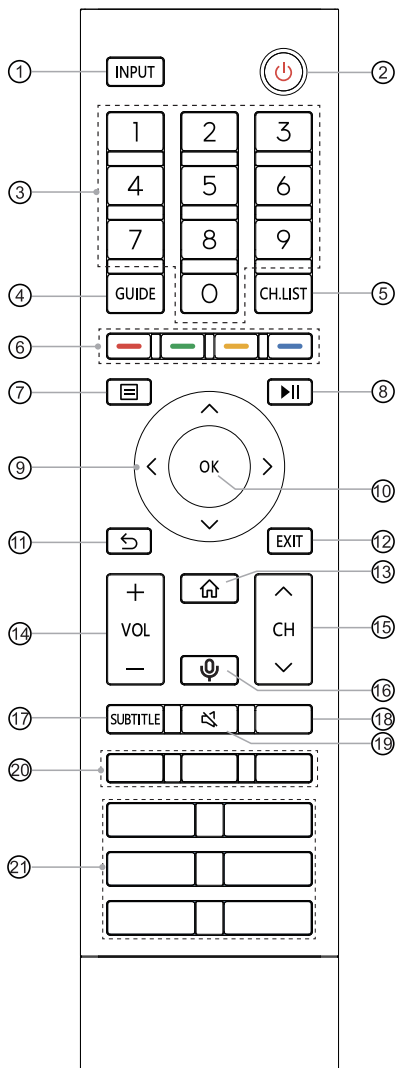 ① INPUT ②
1 2 3
③ 4 5 6
7 8 9
④ GUIDE 0 CH.LIST ⑤
⑥
⑦ ⑧
⑨ OK ⑩
⑪ EXIT ⑫
⑬
+
⑭ VOL CH ⑮
−
⑯
⑰ SUBTITLE ⑱
⑲
⑳
㉑